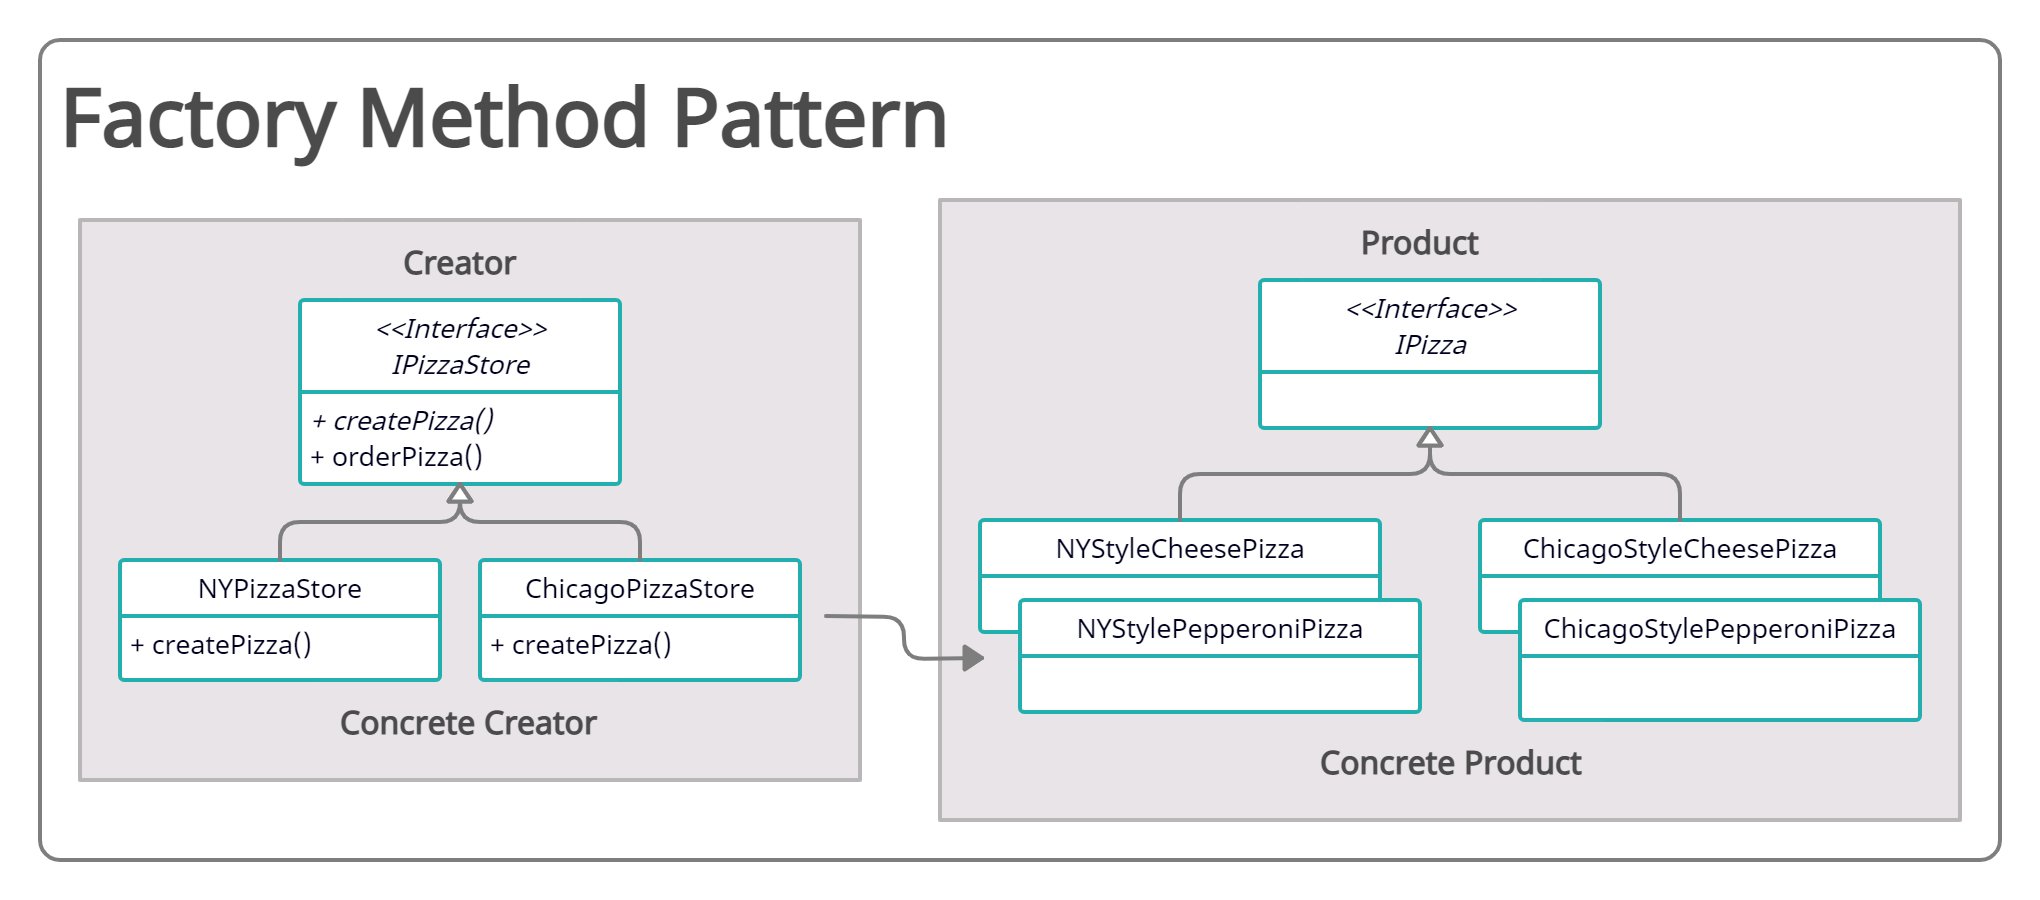 Factory Method Pattern
Creator
<<Interface>>
IPizzaStore
+ createPizza()
+ orderPizza()
NYPizzaStore
+ createPizza()
ChicagoPizzaStore
+ createPizza()
Concrete Creator
Product
<<Interface>>
IPizza
NYStyleCheesePizza
NYStylePepperoniPizza
ChicagoStyleCheesePizza
ChicagoStylePepperoniPizza
Concrete Product